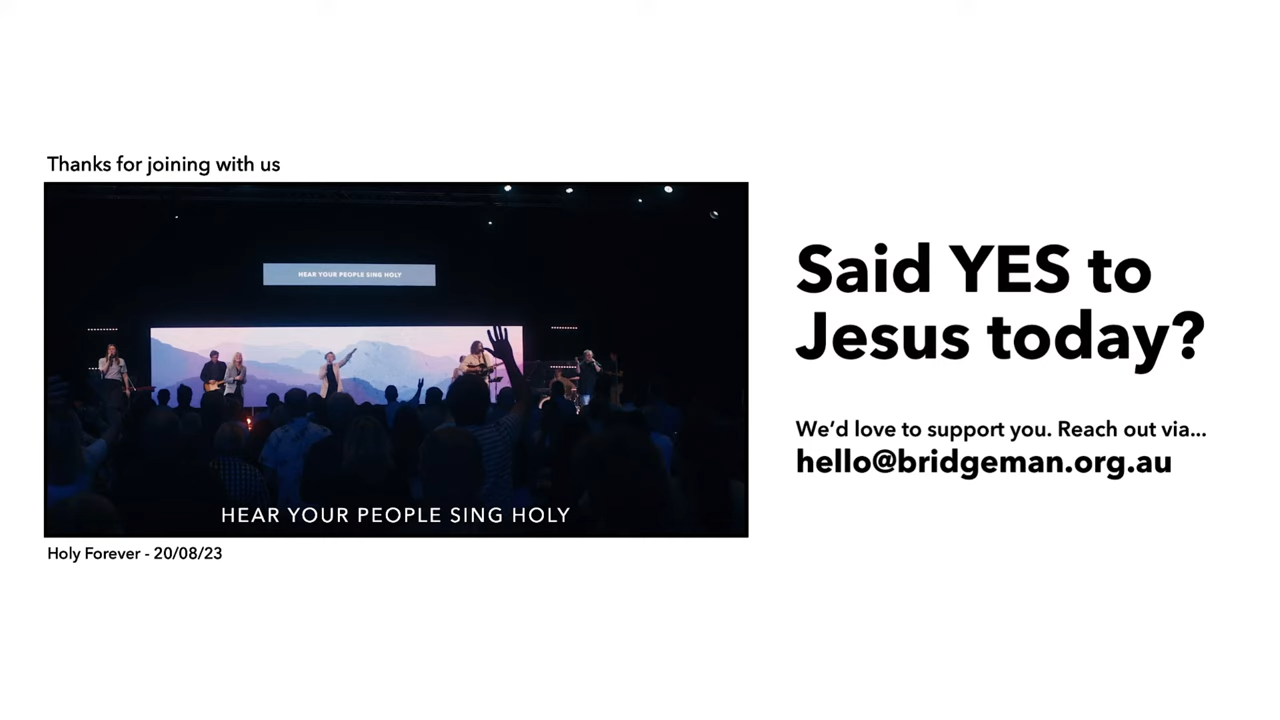 Thanks for joining with us
HEAR YOUR PEOPLE SING HOLY
HEAR YOUR PEOPLE SING HOLY
Holy Forever - 20/08/23
Said YES to
Jesus today?
We’d love to support you. Reach out via...
hello@bridgeman.org.au